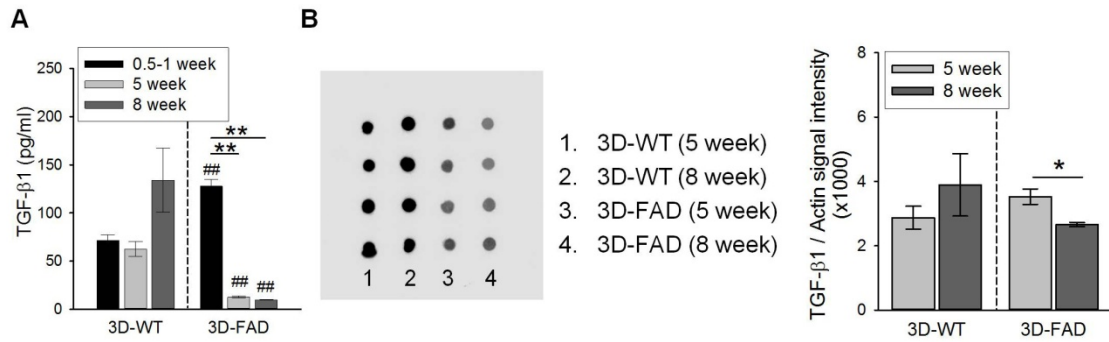 A
TGF-β1 (pg/ml)
250
200
150
100
50
0
0.5-1 week
5 week
8 week
**
**
##
##
##
3D-WT
3D-FAD
B
1 2 3 4
1. 3D-WT (5 week)
2. 3D-WT (8 week)
3. 3D-FAD (5 week)
4. 3D-FAD (8 week)
TGF-β1 / Actin signal intensity
(x1000)
8
6
4
2
0
5 week
8 week
*
3D-WT
3D-FAD